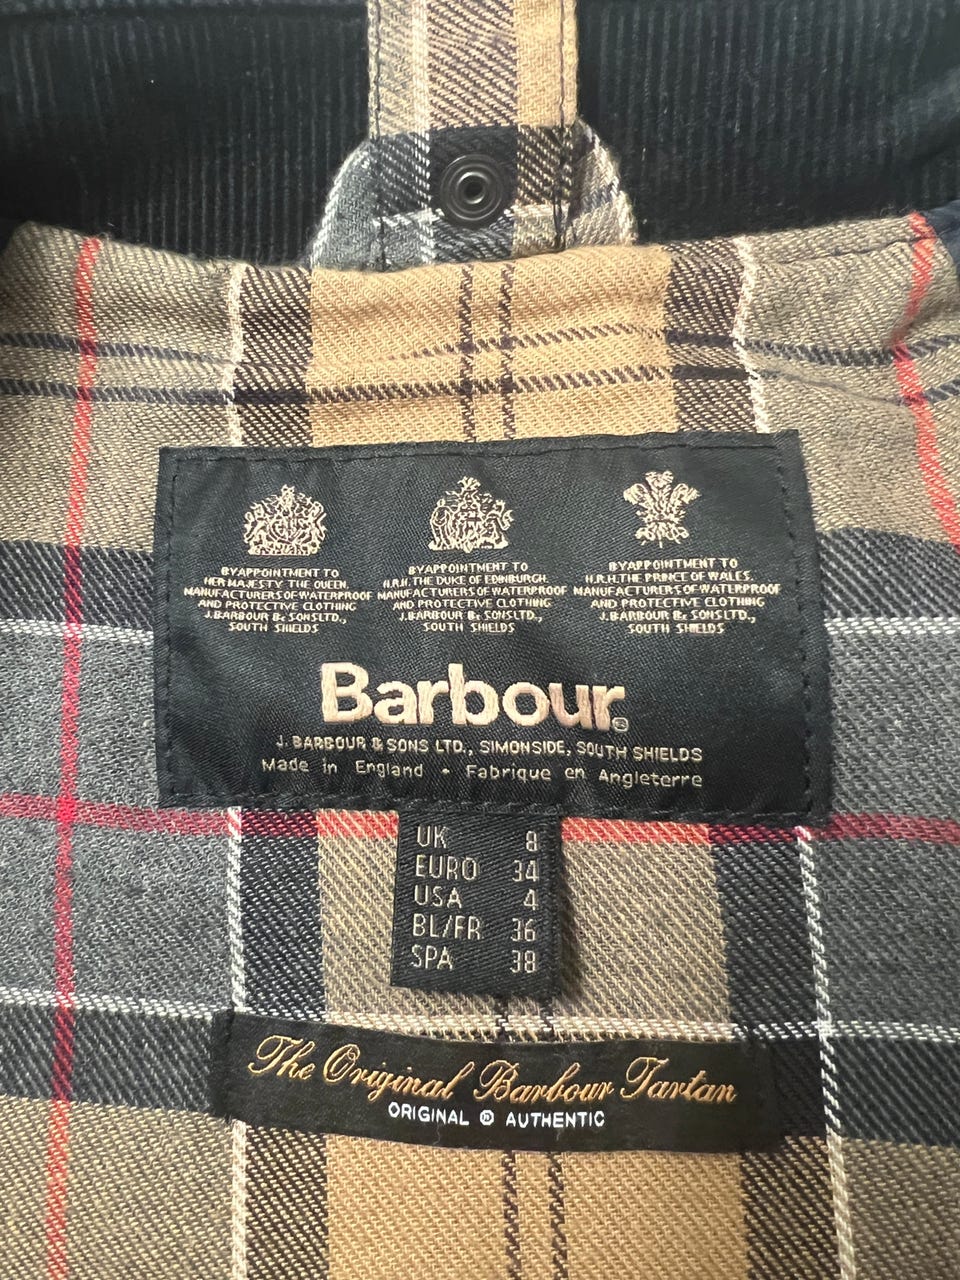 BY APPOINTMENT TO
HER MAJESTY THE QUEEN.
MANUFACTURERS OF WATERPROOF
AND PROTECTIVE CLOTHING
J.BARBOUR & SONS LTD.,
SOUTH SHIELDS
BY APPOINTMENT TO
H.R.H. THE DUKE OF EDINBURGH.
MANUFACTURERS OF WATERPROOF
AND PROTECTIVE CLOTHING
J.BARBOUR & SONS LTD.,
SOUTH SHIELDS
BY APPOINTMENT TO
H.R.H. THE PRINCE OF WALES.
MANUFACTURERS OF WATERPROOF
AND PROTECTIVE CLOTHING
J.BARBOUR & SONS LTD.,
SOUTH SHIELDS
Barbour®
J. BARBOUR & SONS LTD., SIMONSIDE, SOUTH SHIELDS
Made in England • Fabriqué en Angleterre
UK 8
EURO 34
USA 4
BL/FR 36
SPA 38
The Original Barbour Tartan
ORIGINAL ® AUTHENTIC